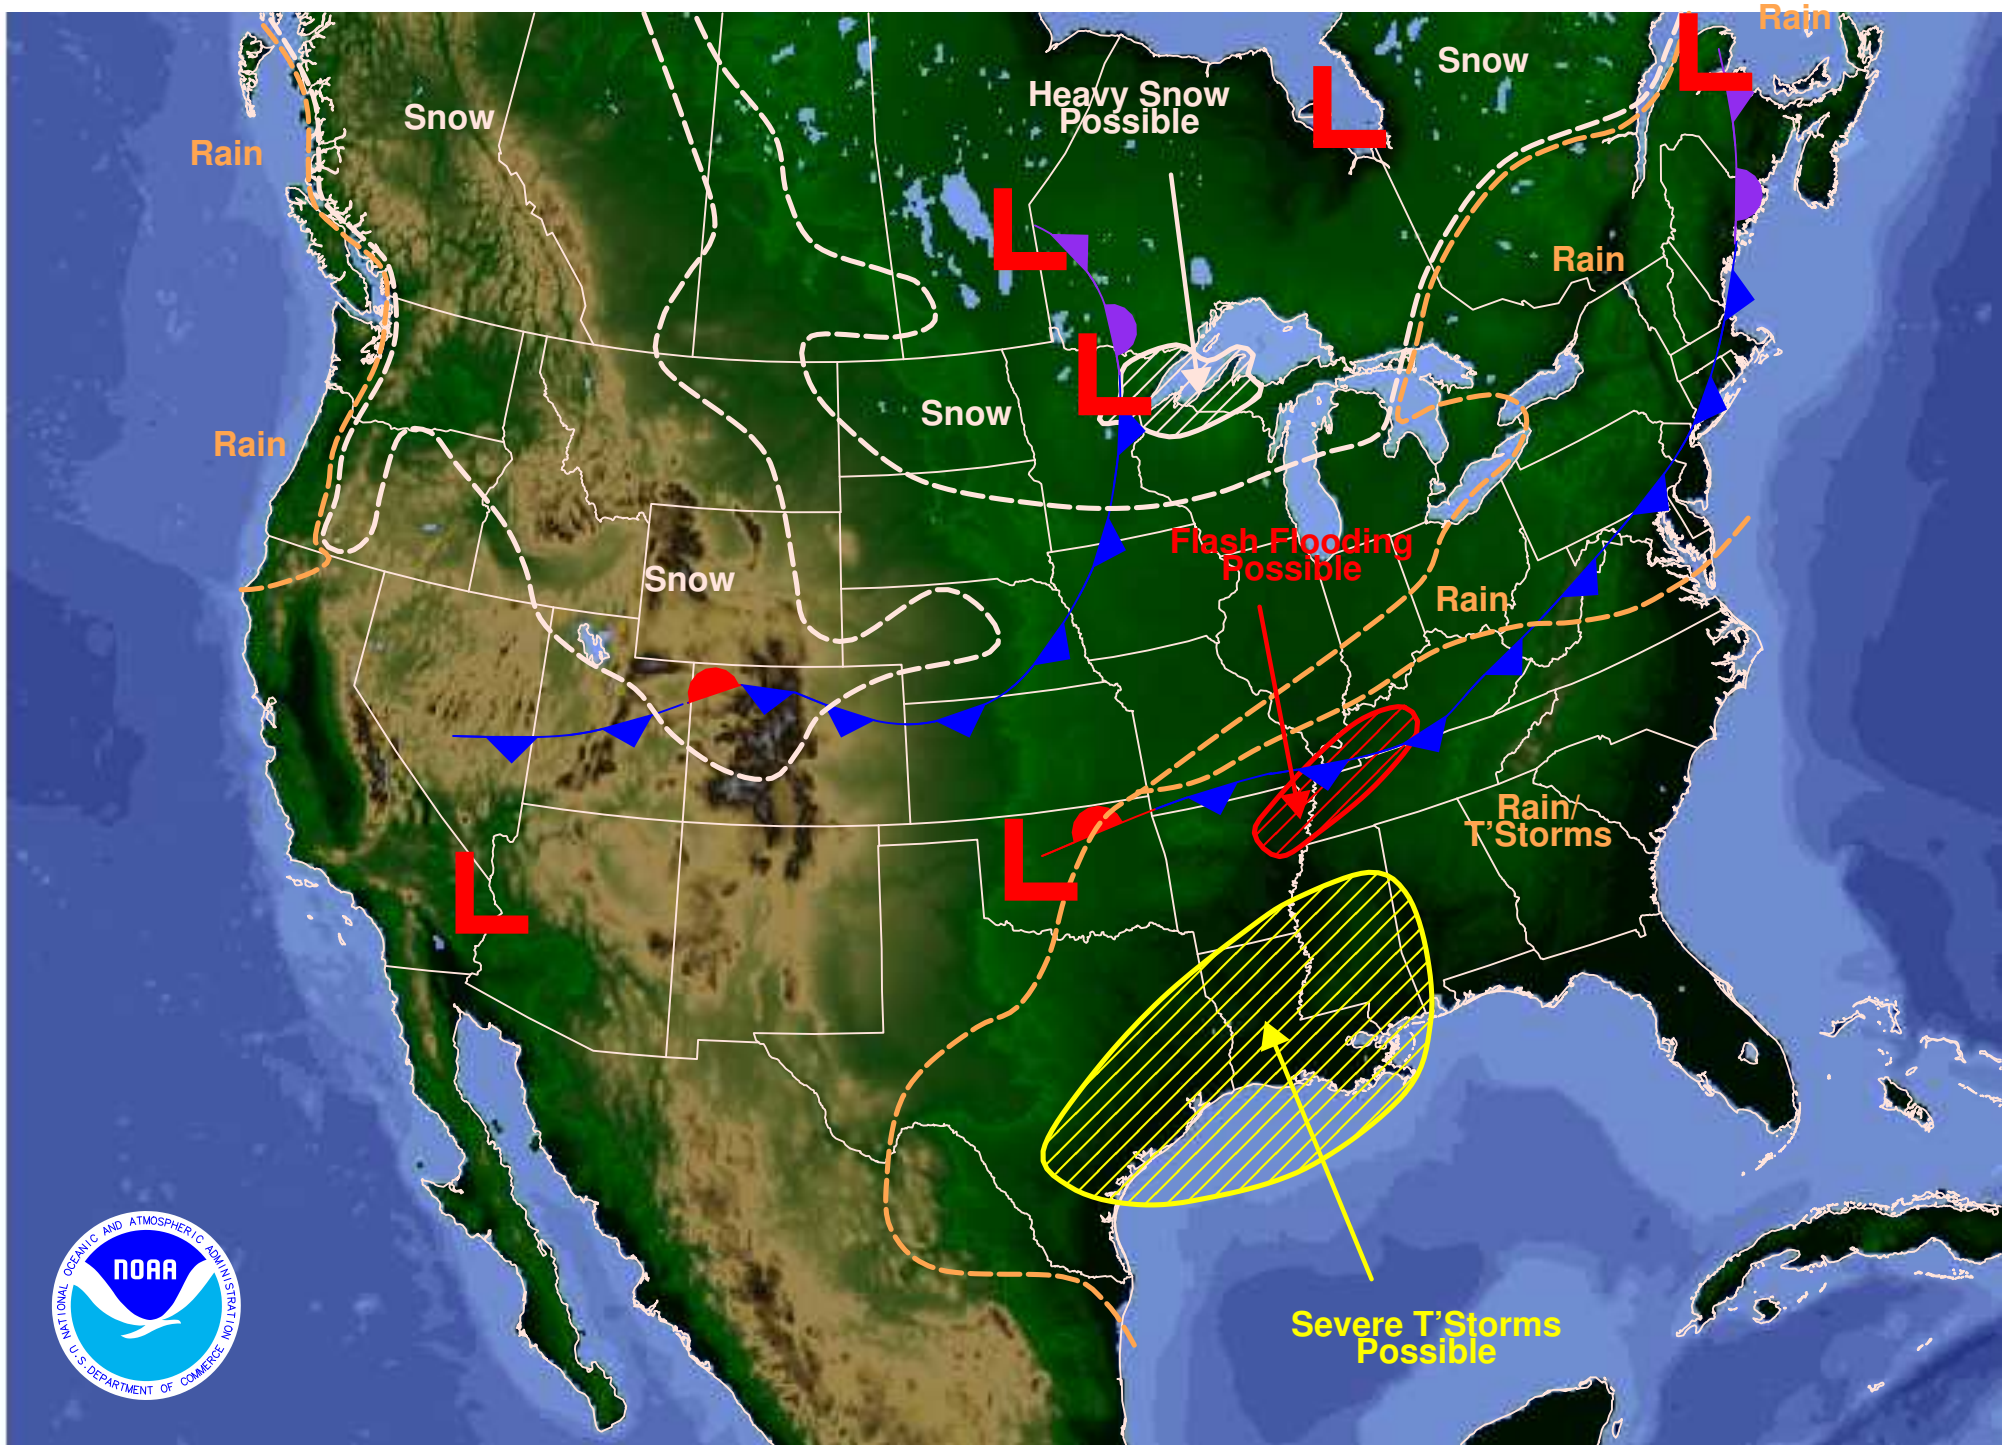 Rain
Snow
Heavy Snow
Possible
L
L
Snow
Rain
L
Rain
L
Snow
Rain
Flash Flooding
Possible
Snow
Rain
Rain/
T'Storms
L
L
NATIONAL OCEANIC AND ATMOSPHERIC ADMINISTRATION
NOAA
U.S. DEPARTMENT OF COMMERCE
Severe T'Storms
Possible